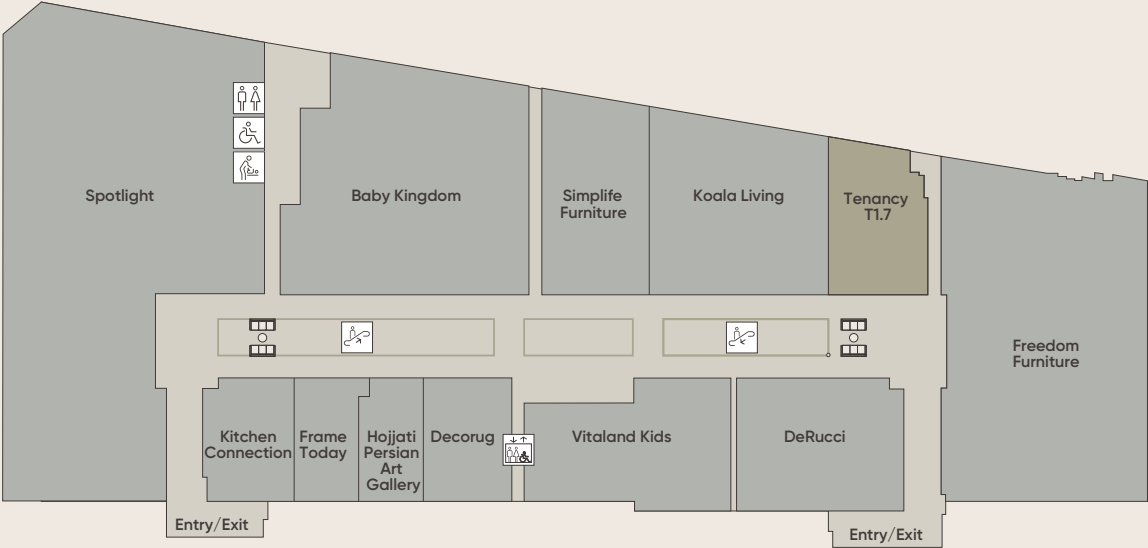 Spotlight
Baby Kingdom
Simplife
Furniture
Koala Living
Tenancy
T1.7
Freedom
Furniture
Kitchen
Connection
Frame
Today
Hojjati
Persian
Art
Gallery
Decorug
Vitaland Kids
DeRucci
Entry/Exit
Entry/Exit